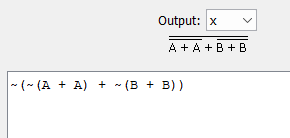 Output: x
A + A + B + B
~(~(A + A) + ~(B + B))